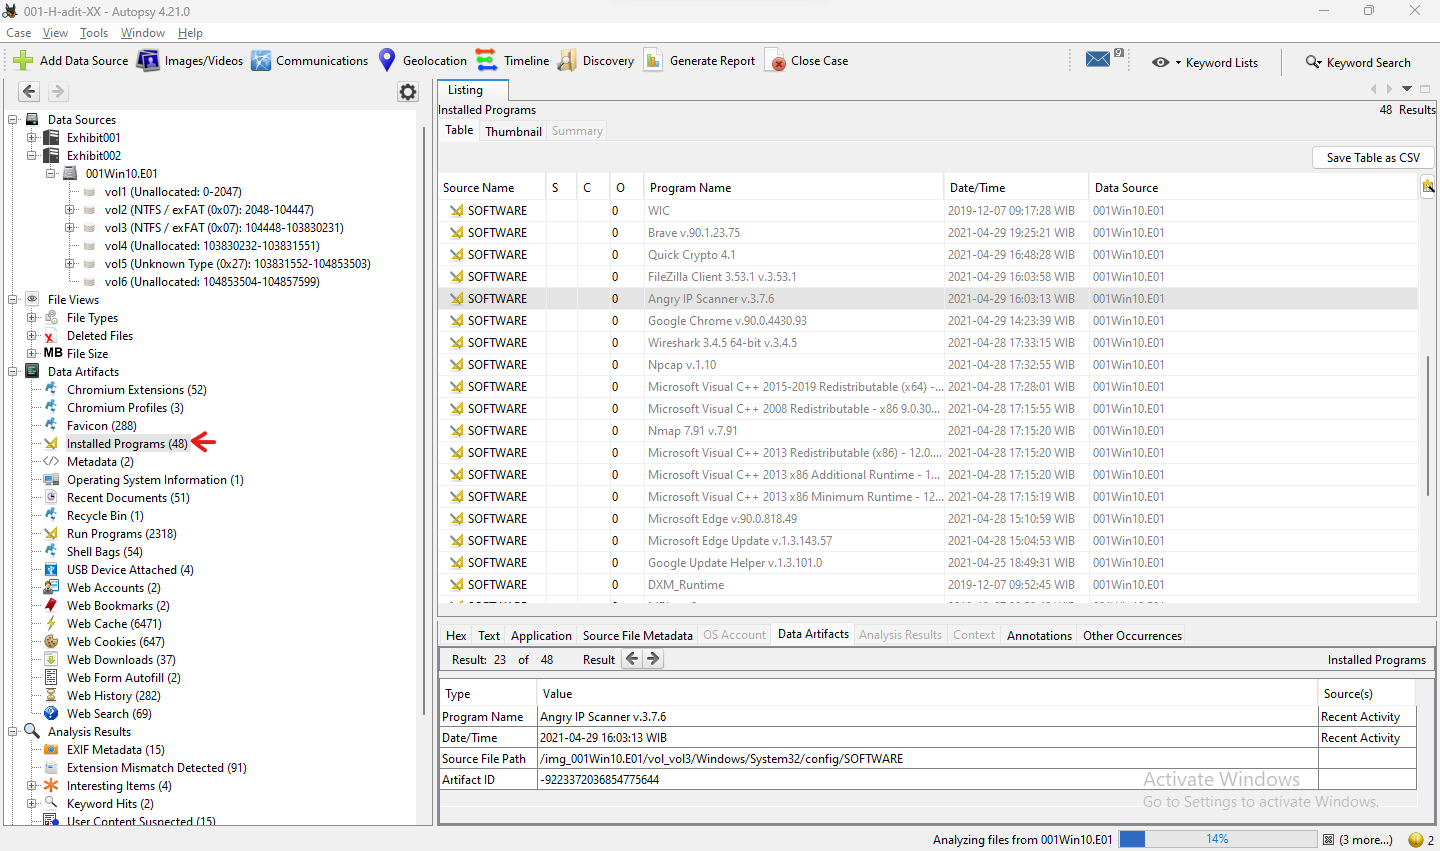 001-H-adit-XX - Autopsy 4.21.0
Case View Tools Window Help
Add Data Source Images/Videos Communications Geolocation Timeline Discovery Generate Report Close Case 9 Keyword Lists Keyword Search
Data Sources
Exhibit001
Exhibit002
001Win10.E01
vol1 (Unallocated: 0-2047)
vol2 (NTFS / exFAT (0x07): 2048-104447)
vol3 (NTFS / exFAT (0x07): 104448-103830231)
vol4 (Unallocated: 103830232-103831551)
vol5 (Unknown Type (0x27): 103831552-104853503)
vol6 (Unallocated: 104853504-104857599)
File Views
File Types
Deleted Files
MB File Size
Data Artifacts
Chromium Extensions (52)
Chromium Profiles (3)
Favicon (288)
Installed Programs (48)
Metadata (2)
Operating System Information (1)
Recent Documents (51)
Recycle Bin (1)
Run Programs (2318)
Shell Bags (54)
USB Device Attached (4)
Web Accounts (2)
Web Bookmarks (2)
Web Cache (6471)
Web Cookies (647)
Web Downloads (37)
Web Form Autofill (2)
Web History (282)
Web Search (69)
Analysis Results
EXIF Metadata (15)
Extension Mismatch Detected (91)
Interesting Items (4)
Keyword Hits (2)
User Content Suspected (15)
Listing
Installed Programs 48 Results
Table Thumbnail Summary
Save Table as CSV
Source Name S C O Program Name Date/Time Data Source
SOFTWARE 0 WIC 2019-12-07 09:17:28 WIB 001Win10.E01
SOFTWARE 0 Brave v.90.1.23.75 2021-04-29 19:25:21 WIB 001Win10.E01
SOFTWARE 0 Quick Crypto 4.1 2021-04-29 16:48:28 WIB 001Win10.E01
SOFTWARE 0 FileZilla Client 3.53.1 v.3.53.1 2021-04-29 16:03:58 WIB 001Win10.E01
SOFTWARE 0 Angry IP Scanner v.3.7.6 2021-04-29 16:03:13 WIB 001Win10.E01
SOFTWARE 0 Google Chrome v.90.0.4430.93 2021-04-29 14:23:39 WIB 001Win10.E01
SOFTWARE 0 Wireshark 3.4.5 64-bit v.3.4.5 2021-04-28 17:33:15 WIB 001Win10.E01
SOFTWARE 0 Npcap v.1.10 2021-04-28 17:32:55 WIB 001Win10.E01
SOFTWARE 0 Microsoft Visual C++ 2015-2019 Redistributable (x64) -... 2021-04-28 17:28:01 WIB 001Win10.E01
SOFTWARE 0 Microsoft Visual C++ 2008 Redistributable - x86 9.0.30... 2021-04-28 17:15:55 WIB 001Win10.E01
SOFTWARE 0 Nmap 7.91 v.7.91 2021-04-28 17:15:20 WIB 001Win10.E01
SOFTWARE 0 Microsoft Visual C++ 2013 Redistributable (x86) - 12.0.... 2021-04-28 17:15:20 WIB 001Win10.E01
SOFTWARE 0 Microsoft Visual C++ 2013 x86 Additional Runtime - 1... 2021-04-28 17:15:20 WIB 001Win10.E01
SOFTWARE 0 Microsoft Visual C++ 2013 x86 Minimum Runtime - 12... 2021-04-28 17:15:19 WIB 001Win10.E01
SOFTWARE 0 Microsoft Edge v.90.0.818.49 2021-04-28 15:10:59 WIB 001Win10.E01
SOFTWARE 0 Microsoft Edge Update v.1.3.143.57 2021-04-28 15:04:53 WIB 001Win10.E01
SOFTWARE 0 Google Update Helper v.1.3.101.0 2021-04-25 18:49:31 WIB 001Win10.E01
SOFTWARE 0 DXM_Runtime 2019-12-07 09:52:45 WIB 001Win10.E01
Hex Text Application Source File Metadata OS Account Data Artifacts Analysis Results Context Annotations Other Occurrences
Result: 23 of 48 Result Installed Programs
Type Value Source(s)
Program Name Angry IP Scanner v.3.7.6 Recent Activity
Date/Time 2021-04-29 16:03:13 WIB Recent Activity
Source File Path /img_001Win10.E01/vol_vol3/Windows/System32/config/SOFTWARE
Artifact ID -9223372036854775644
Activate Windows
Go to Settings to activate Windows.
Analyzing files from 001Win10.E01 14% (3 more...) 2